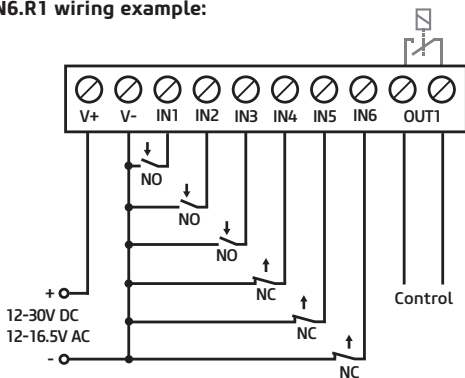 N6.R1 wiring example:
V+ V- IN1 IN2 IN3 IN4 IN5 IN6 OUT1
NO
NO
NO
NC
NC
NC
+
12-30V DC
12-16.5V AC
-
Control